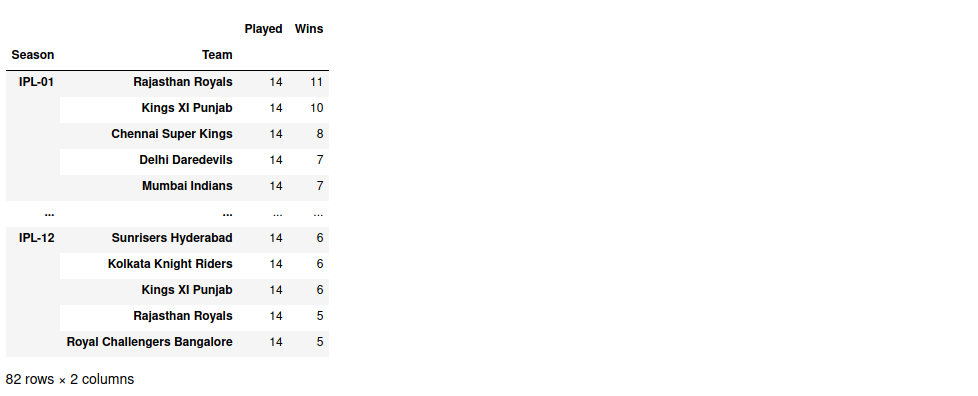 Played Wins
Season Team
IPL-01 Rajasthan Royals 14 11
Kings XI Punjab 14 10
Chennai Super Kings 14 8
Delhi Daredevils 14 7
Mumbai Indians 14 7
... ... ... ...
IPL-12 Sunrisers Hyderabad 14 6
Kolkata Knight Riders 14 6
Kings XI Punjab 14 6
Rajasthan Royals 14 5
Royal Challengers Bangalore 14 5
82 rows × 2 columns